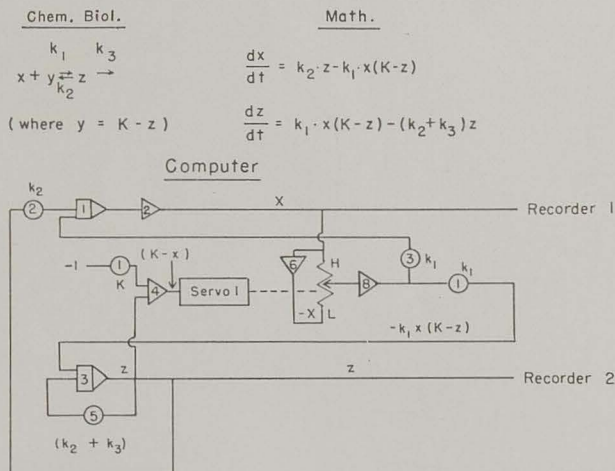 Chem. Biol.
Math.
k₁ k₃
x + y ⇄ z →
k₂
(where y = K - z)
dx/dt = k₂·z-k₁·x(K-z)
dz/dt = k₁·x(K-z)-(k₂+k₃)z
Computer
k₂
2
1
2
X
Recorder 1
(K-x)
-1
1
K
4
Servo 1
6
H
-X
L
8
3
k₁
k₁
1
-k₁x(K-z)
3
z
z
Recorder 2
5
(k₂ + k₃)